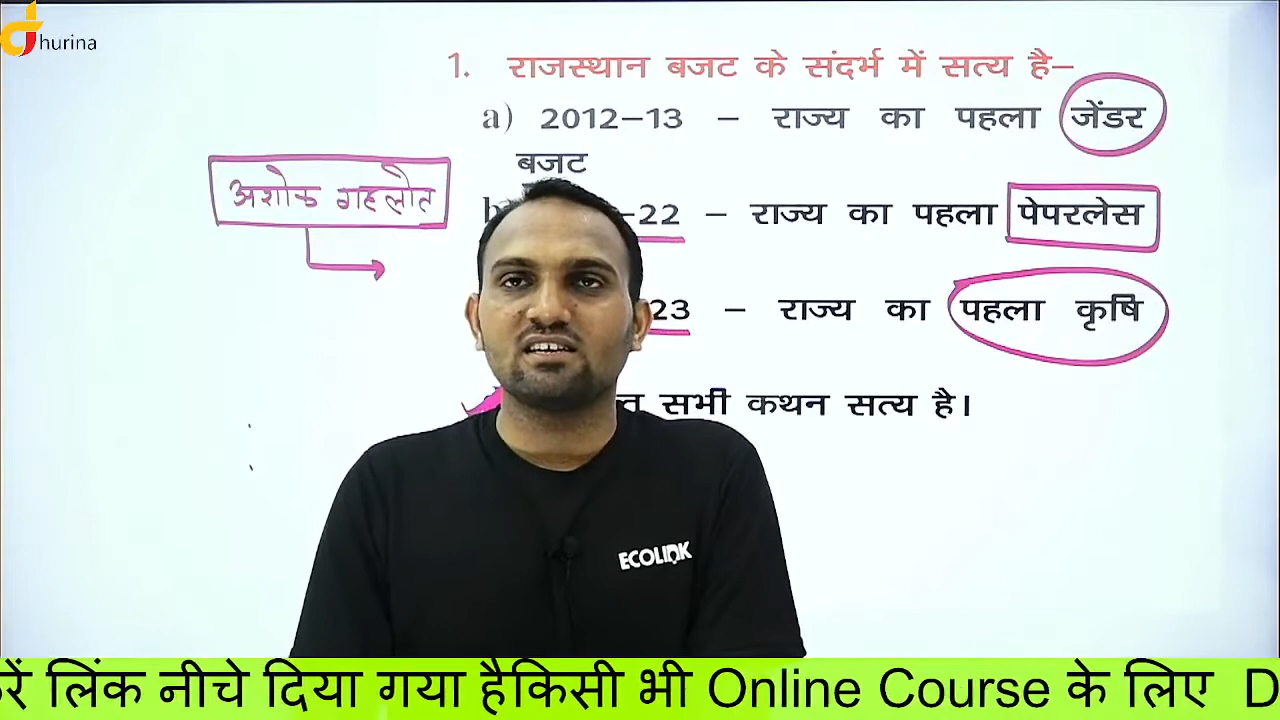 hurina
1. राजस्थान बजट के संदर्भ में सत्य है–
a) 2012–13 – राज्य का पहला जेंडर
बजट
अशोक गहलोत
–22 – राज्य का पहला पेपरलेस
23 – राज्य का पहला कृषि
त सभी कथन सत्य है।
ECOLINK
रें लिंक नीचे दिया गया हैकिसी भी Online Course के लिए D